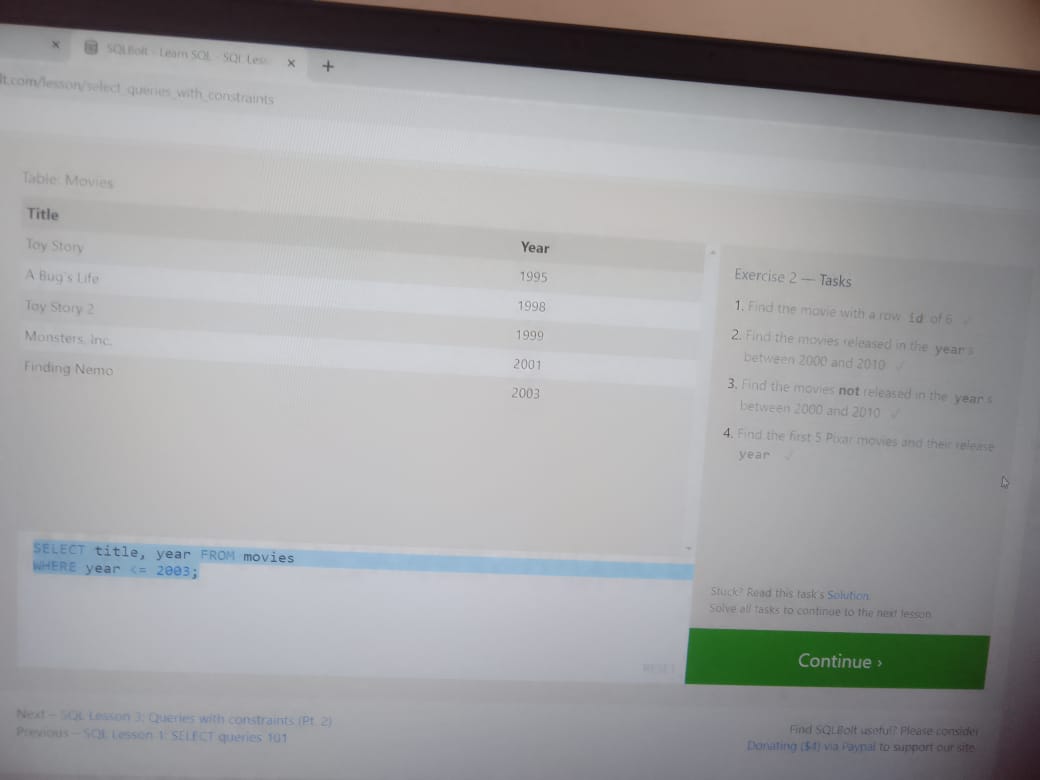 SQLBolt - Learn SQL - SQL Less
lt.com/lesson/select_queries_with_constraints
Table: Movies
Title Year
Toy Story 1995
A Bug's Life 1998
Toy Story 2 1999
Monsters, Inc. 2001
Finding Nemo 2003
Exercise 2 — Tasks
1. Find the movie with a row id of 6 ✓
2. Find the movies released in the year s
between 2000 and 2010 ✓
3. Find the movies not released in the year s
between 2000 and 2010 ✓
4. Find the first 5 Pixar movies and their release
year ✓
SELECT title, year FROM movies
WHERE year <= 2003;
RESET
Stuck? Read this task's Solution.
Solve all tasks to continue to the next lesson.
Continue ›
Next – SQL Lesson 3: Queries with constraints (Pt. 2)
Previous – SQL Lesson 1: SELECT queries 101
Find SQLBolt useful? Please consider
Donating ($4) via Paypal to support our site.